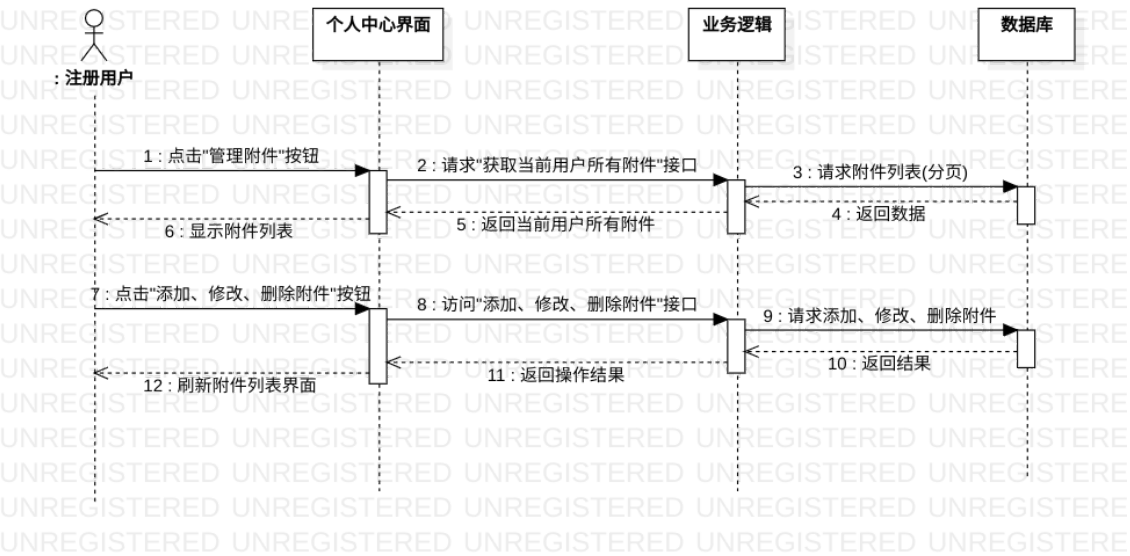 个人中心界面
业务逻辑
数据库
: 注册用户
1 : 点击"管理附件"按钮
2 : 请求"获取当前用户所有附件"接口
3 : 请求附件列表(分页)
4 : 返回数据
5 : 返回当前用户所有附件
6 : 显示附件列表
7 : 点击"添加、修改、删除附件"按钮
8 : 访问"添加、修改、删除附件"接口
9 : 请求添加、修改、删除附件
10 : 返回结果
11 : 返回操作结果
12 : 刷新附件列表界面
UNREGISTERED UNREGISTERED UNREGISTERED UNREGISTERED UNREGISTERE